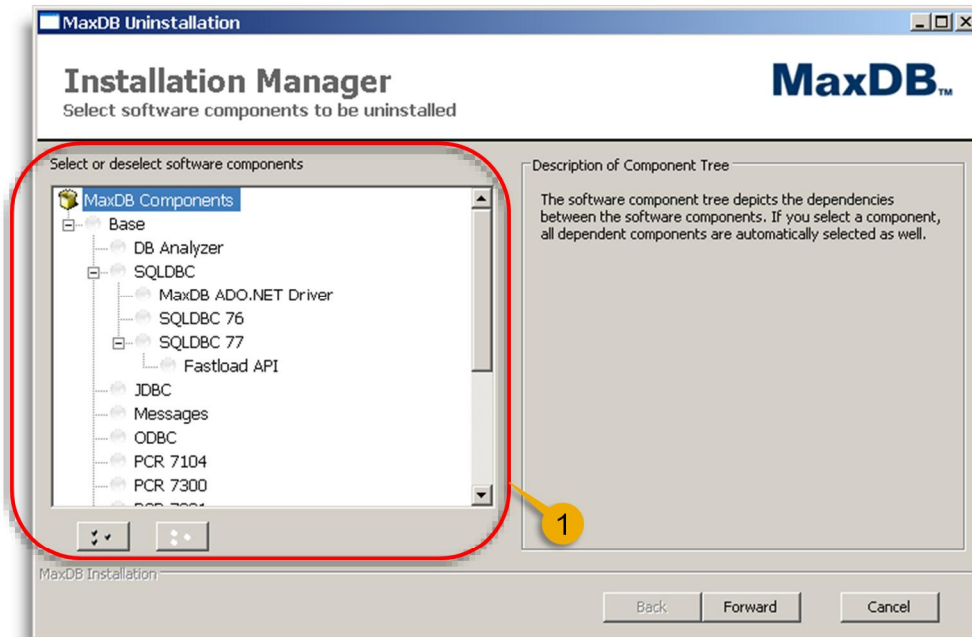 MaxDB Uninstallation
Installation Manager
Select software components to be uninstalled
MaxDB™
Select or deselect software components
MaxDB Components
Base
DB Analyzer
SQLDBC
MaxDB ADO.NET Driver
SQLDBC 76
SQLDBC 77
Fastload API
JDBC
Messages
ODBC
PCR 7104
PCR 7300
Description of Component Tree
The software component tree depicts the dependencies
between the software components. If you select a component,
all dependent components are automatically selected as well.
1
MaxDB Installation
Back
Forward
Cancel